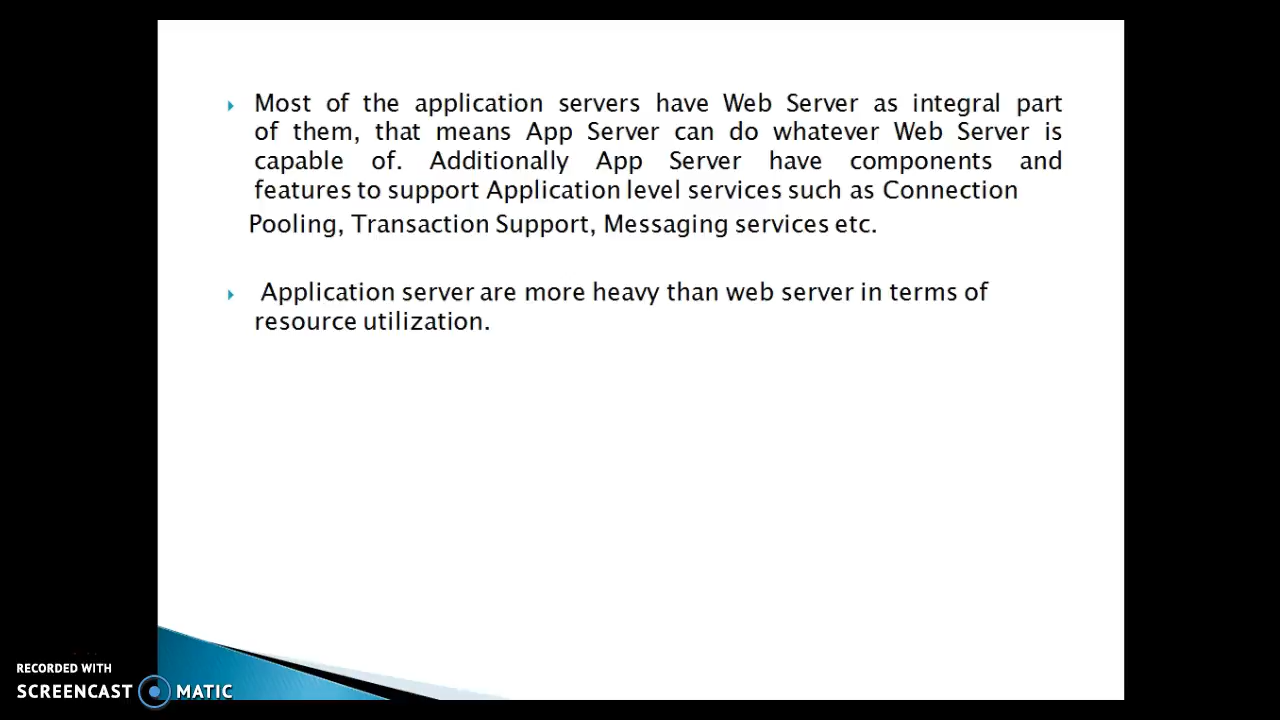 Most of the application servers have Web Server as integral part
of them, that means App Server can do whatever Web Server is
capable of. Additionally App Server have components and
features to support Application level services such as Connection
Pooling, Transaction Support, Messaging services etc.
Application server are more heavy than web server in terms of
resource utilization.
RECORDED WITH
SCREENCAST MATIC